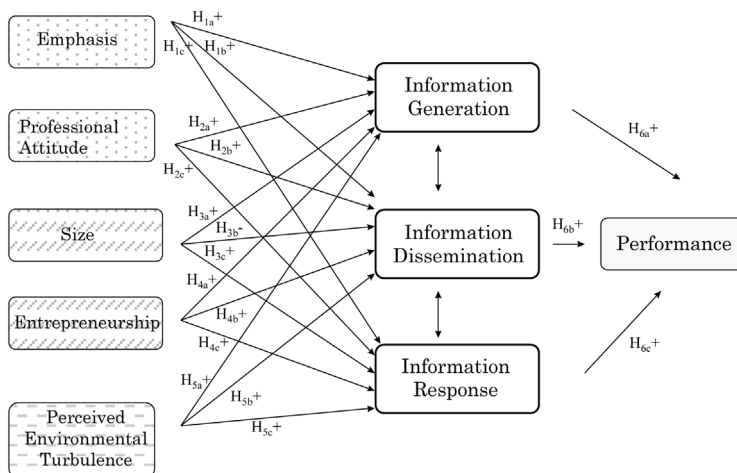 Emphasis
Professional
Attitude
Size
Entrepreneurship
Perceived
Environmental
Turbulence
H1a+
H1b+
H1c+
H2a+
H2b+
H2c+
H3a+
H3b-
H3c+
H4a+
H4b+
H4c+
H5a+
H5b+
H5c+
Information
Generation
Information
Dissemination
Information
Response
H6a+
H6b+
H6c+
Performance